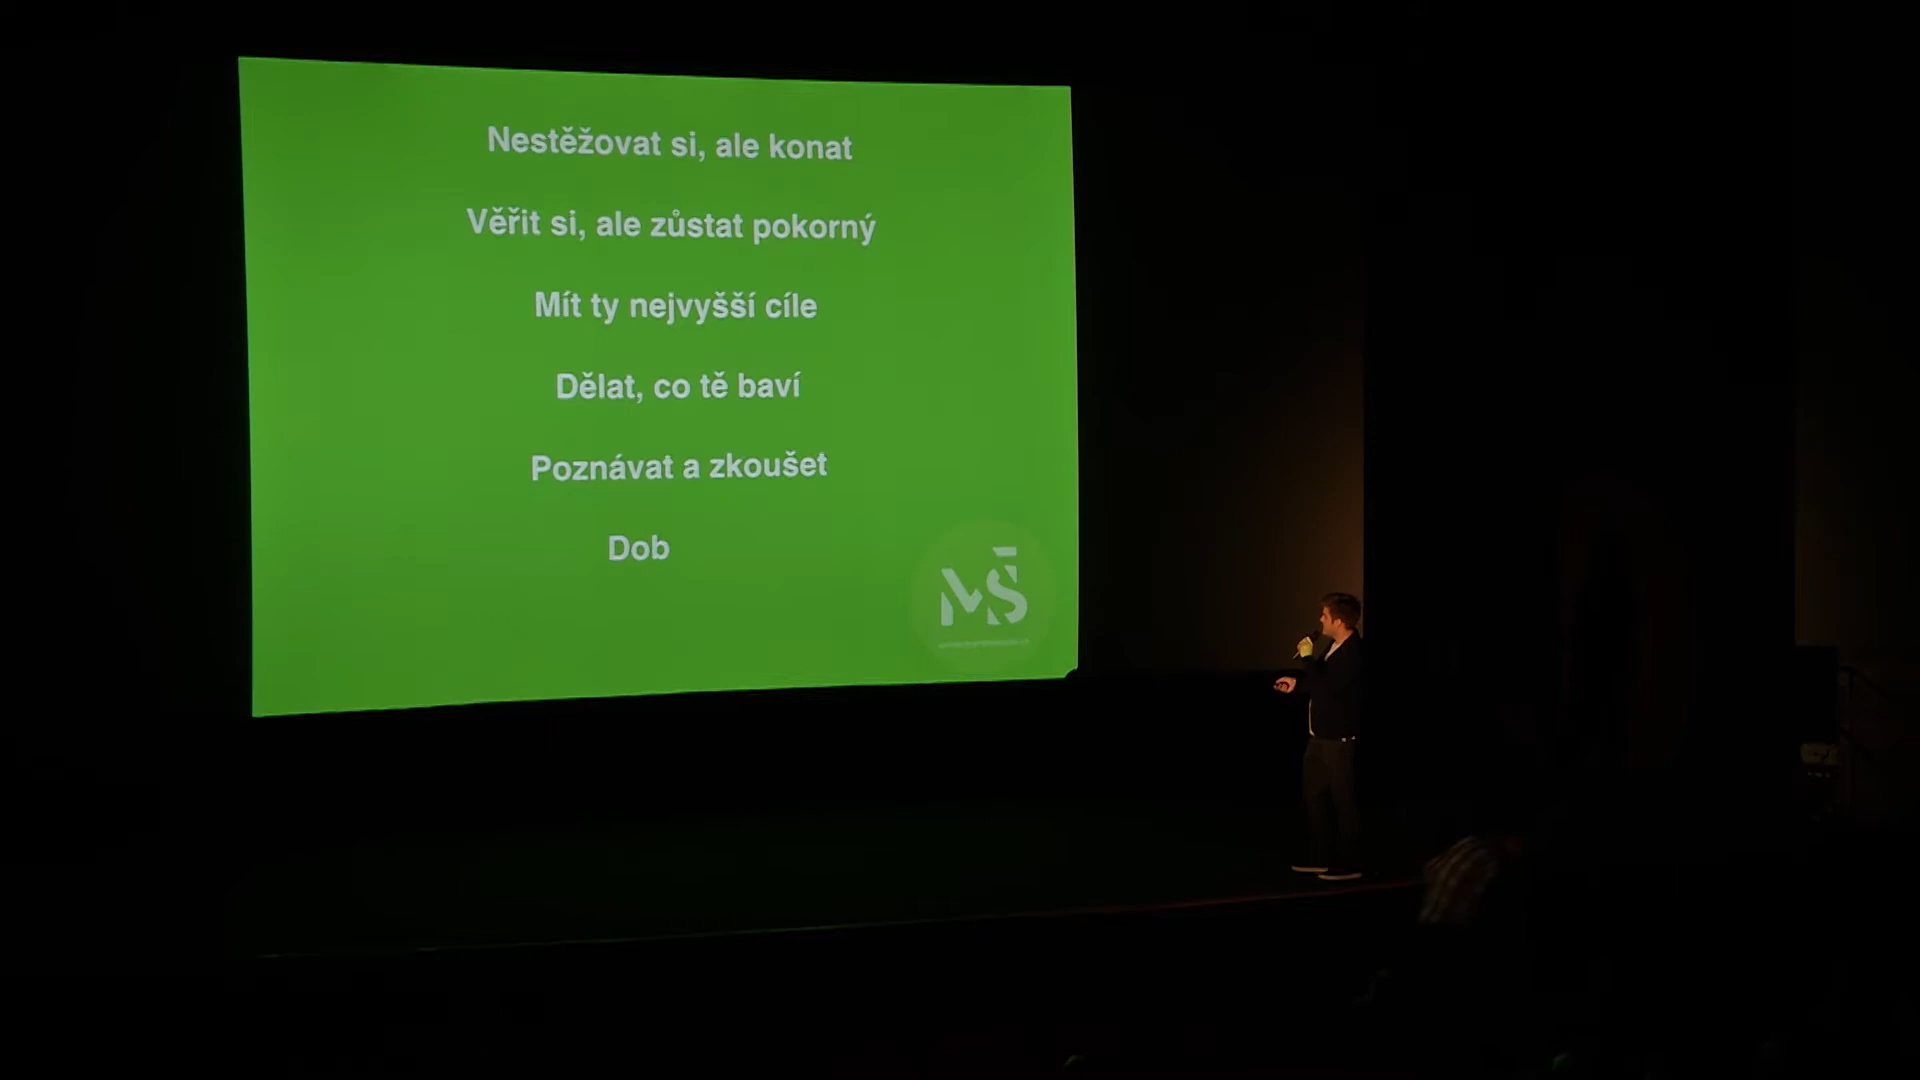 Nestěžovat si, ale konat
Věřit si, ale zůstat pokorný
Mít ty nejvyšší cíle
Dělat, co tě baví
Poznávat a zkoušet
Dob
MŠ